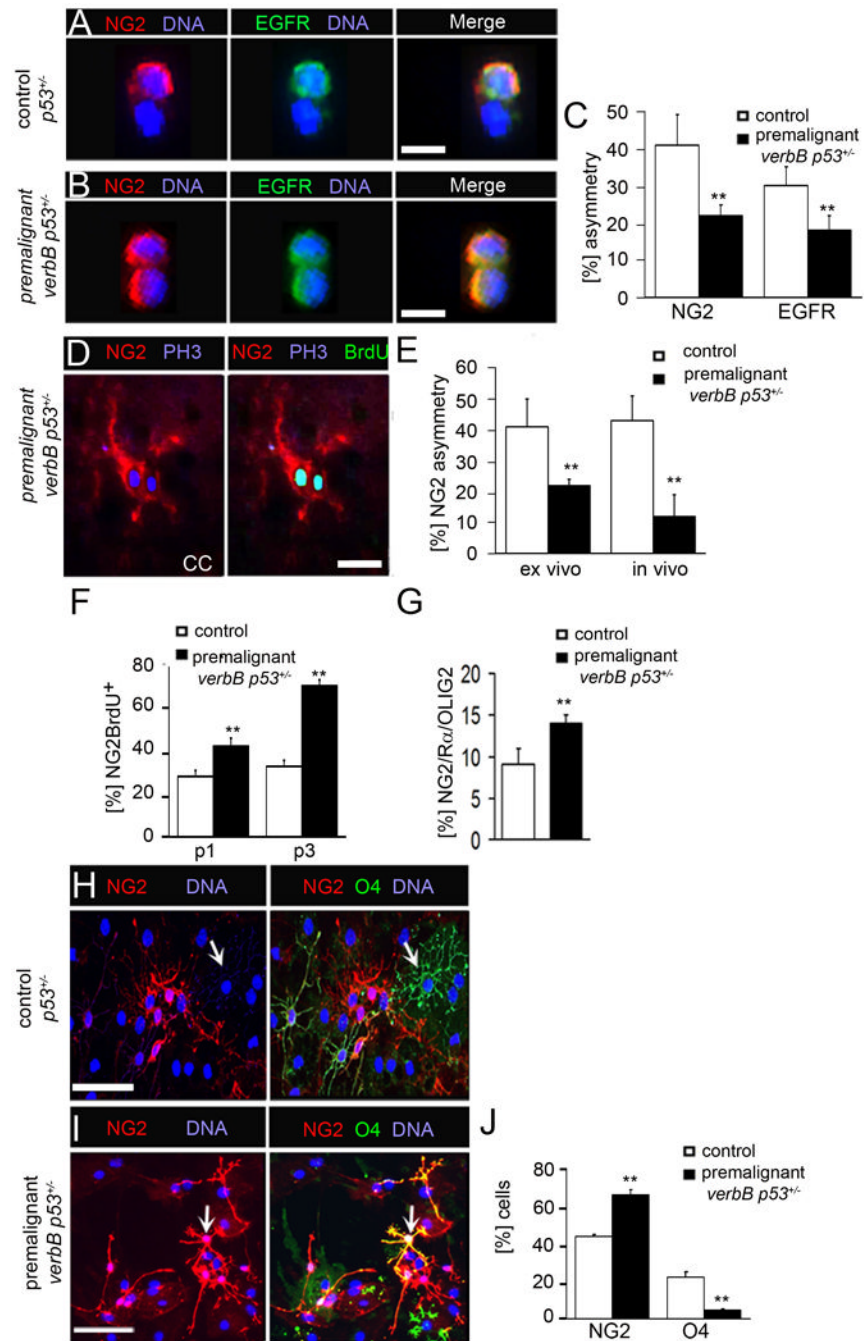 A NG2 DNA EGFR DNA Merge
control
p53+/-
B NG2 DNA EGFR DNA Merge
premalignant
verbB p53+/-
C
control
premalignant
verbB p53+/-
[%] asymmetry
50
40
30
20
10
0
NG2 EGFR
**
**
D NG2 PH3 NG2 PH3 BrdU
premalignant
verbB p53+/-
CC
E
control
premalignant
verbB p53+/-
[%] NG2 asymmetry
60
50
40
30
20
10
0
**
**
ex vivo in vivo
F
control
premalignant
verbB p53+/-
[%] NG2BrdU+
80
60
40
20
0
**
**
p1 p3
G
control
premalignant
verbB p53+/-
[%] NG2/Rα/OLIG2
20
15
10
5
0
**
H NG2 DNA NG2 O4 DNA
control
p53+/-
I NG2 DNA NG2 O4 DNA
premalignant
verbB p53+/-
J
control
premalignant
verbB p53+/-
[%] cells
80
60
40
20
0
**
**
NG2 O4